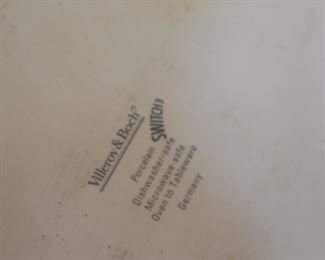 Villeroy & Boch®
SWITCH 3
Porcelain
Dishwasher-safe
Microwave-safe
Oven to Tableware
Germany